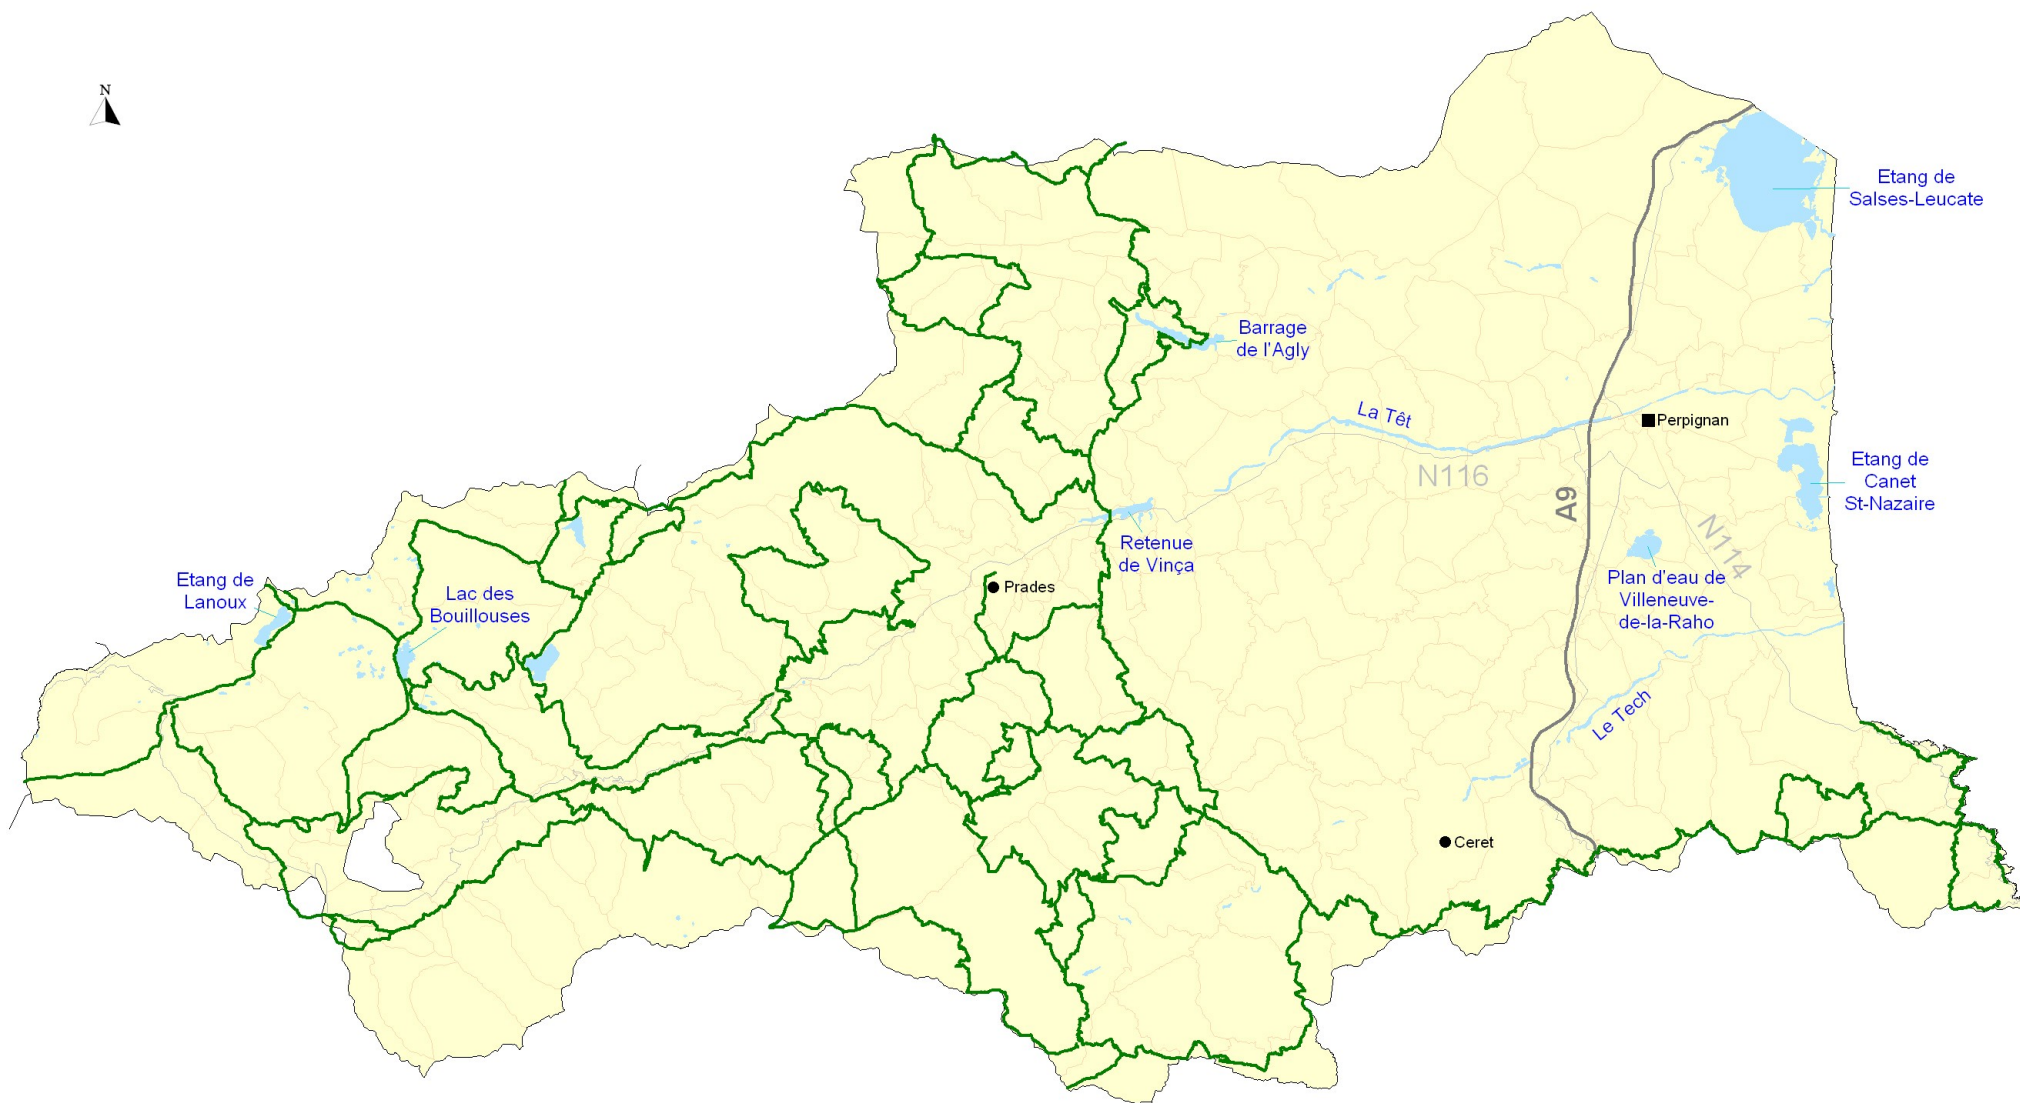 N
Etang de
Salses-Leucate
Barrage
de l'Agly
La Têt
Perpignan
N116
A9
Etang de
Canet
St-Nazaire
N114
Retenue
de Vinça
Plan d'eau de
Villeneuve-
de-la-Raho
Etang de
Lanoux
Lac des
Bouillouses
Prades
Le Tech
Ceret